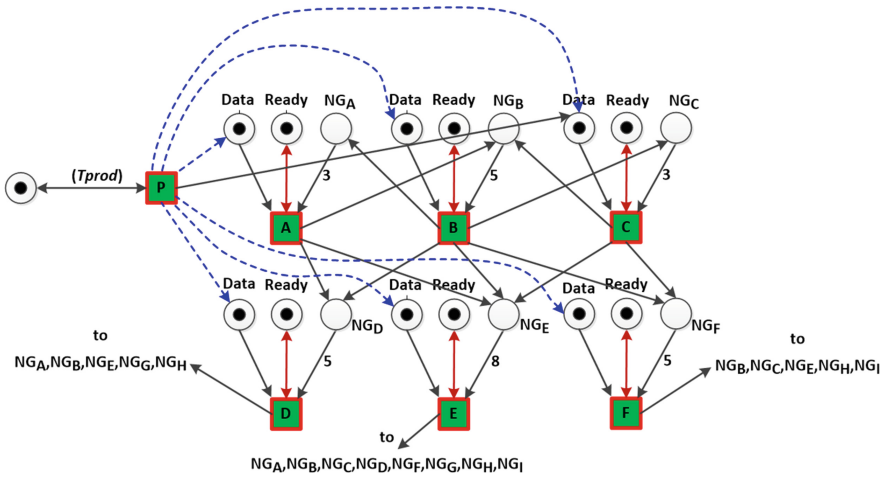 Data Ready NGA Data Ready NGB Data Ready NGC
(Tprod)
P
3 5 3
A B C
Data Ready Data Ready Data Ready
NGD NGE NGF
to to
NGA,NGB,NGE,NGG,NGH
5 8 5
NGB,NGC,NGE,NGH,NGI
D E F
to
NGA,NGB,NGC,NGD,NGF,NGG,NGH,NGI